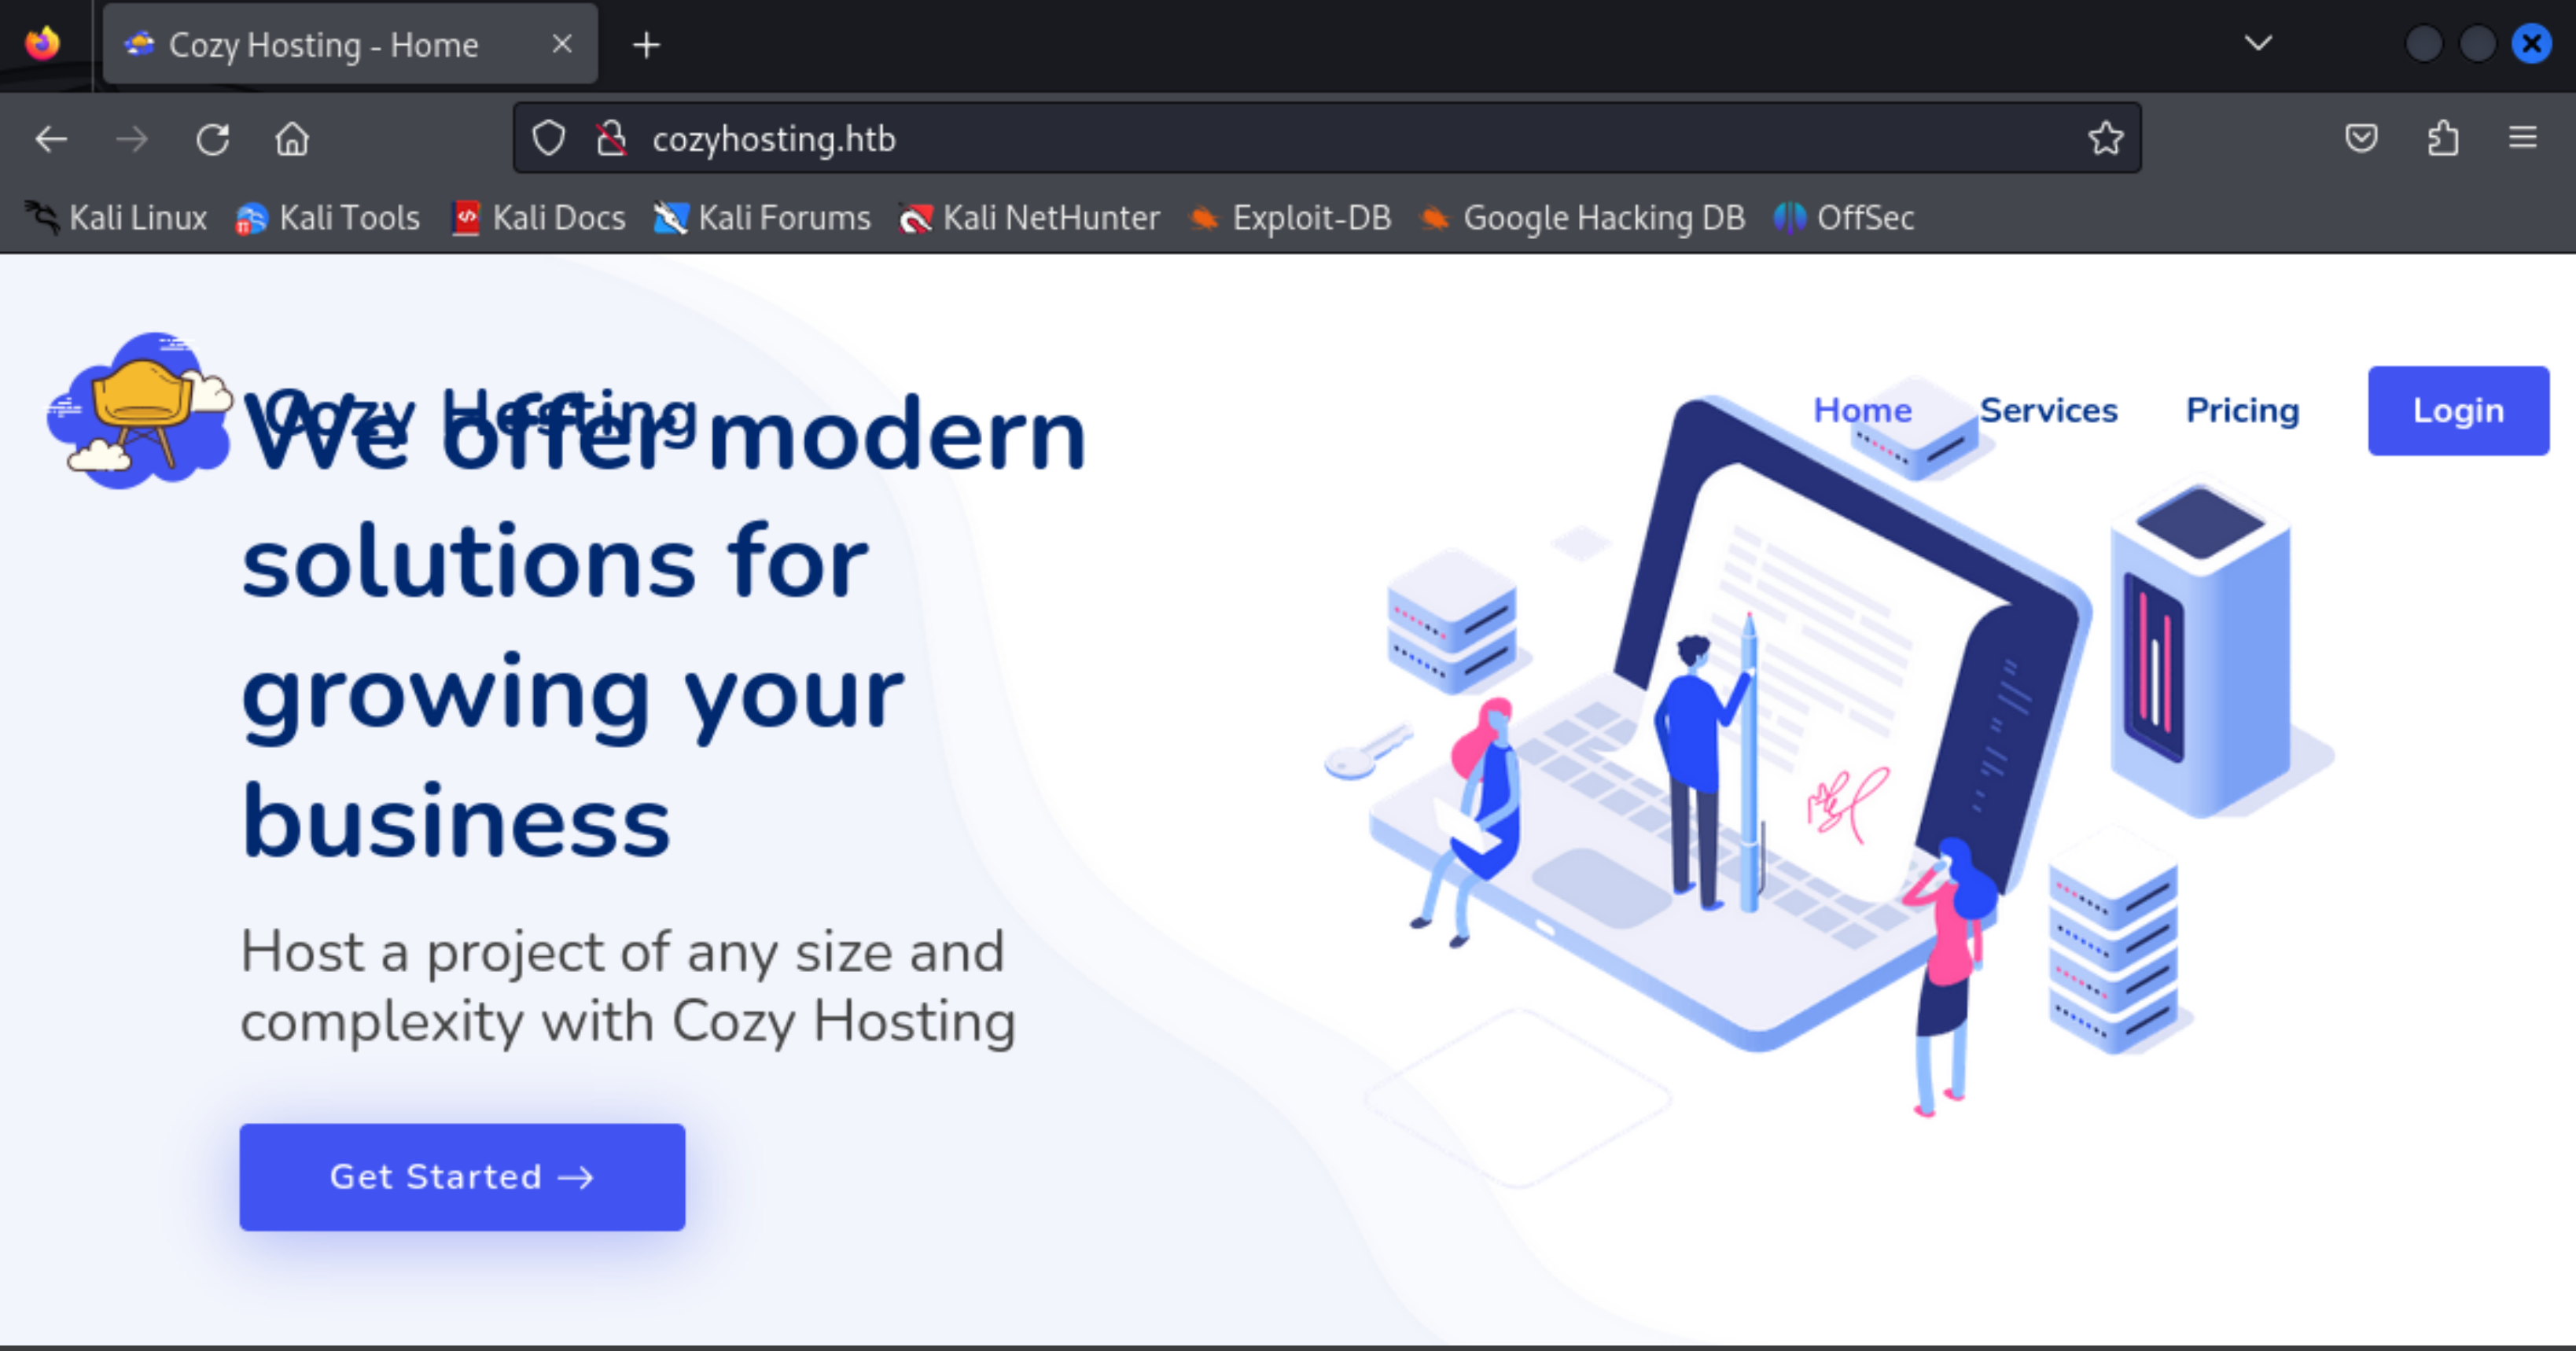 Cozy Hosting - Home
cozyhosting.htb
Kali Linux Kali Tools Kali Docs Kali Forums Kali NetHunter Exploit-DB Google Hacking DB OffSec
Cozy Hosting
Home Services Pricing Login
We offer modern
solutions for
growing your
business
Host a project of any size and
complexity with Cozy Hosting
Get Started →